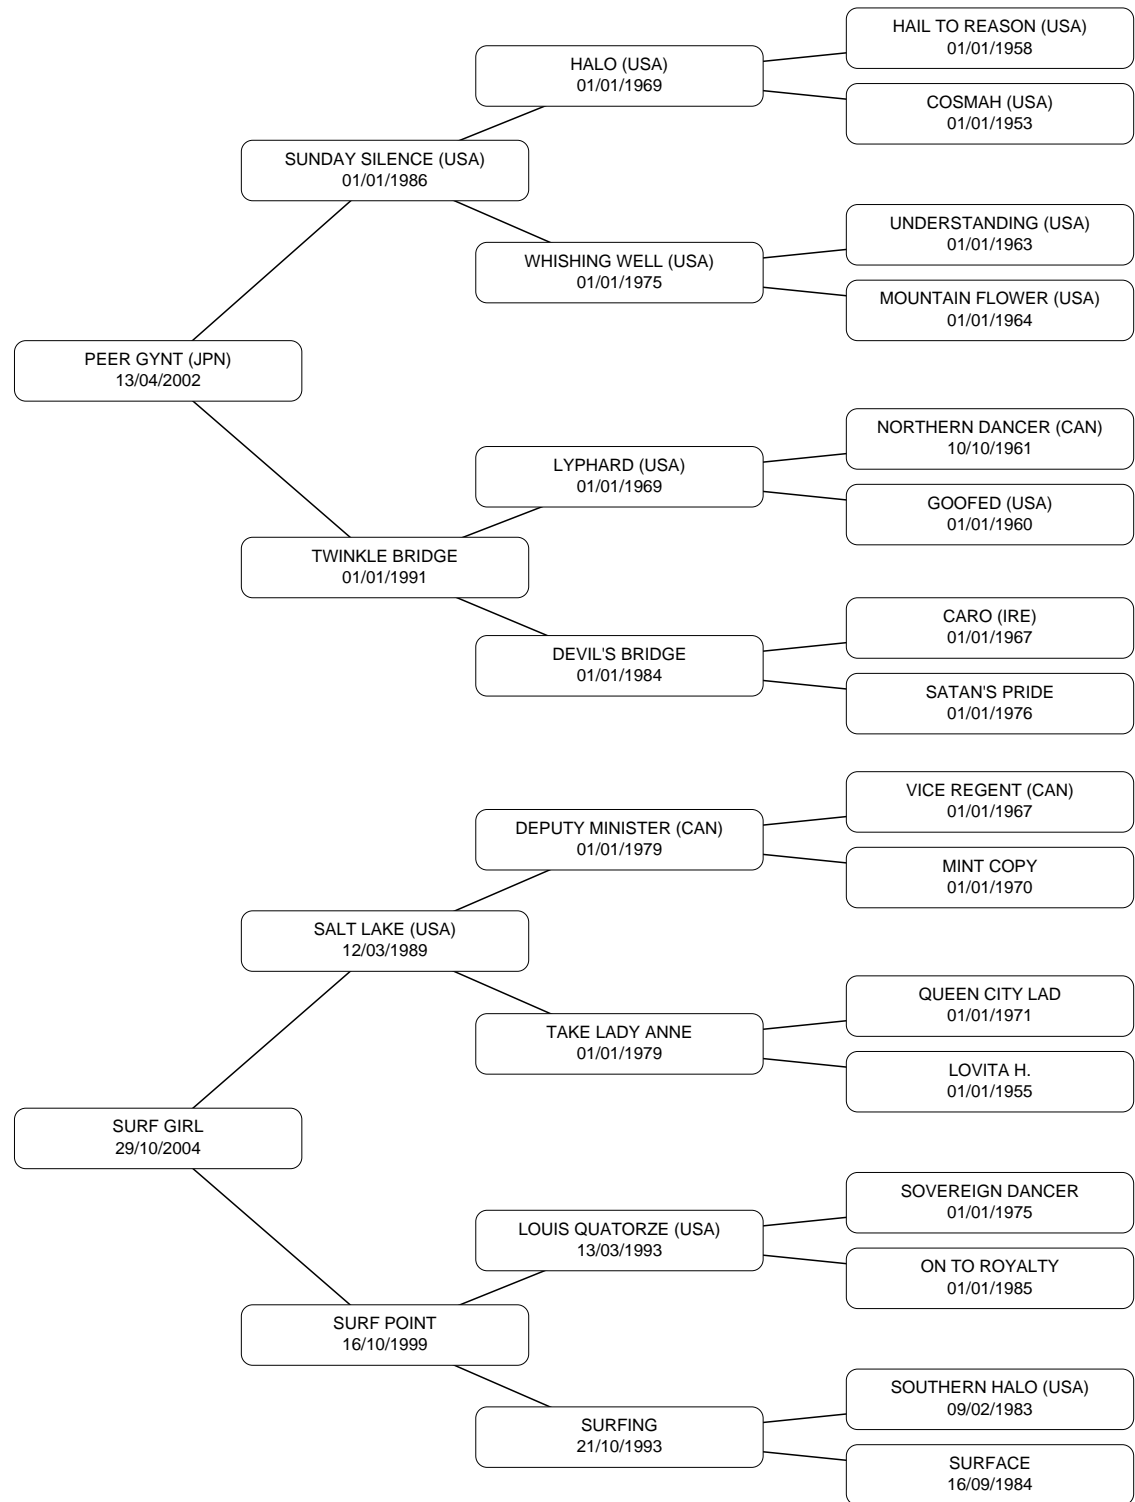 HAIL TO REASON (USA)
01/01/1958
HALO (USA)
01/01/1969
COSMAH (USA)
01/01/1953
SUNDAY SILENCE (USA)
01/01/1986
UNDERSTANDING (USA)
01/01/1963
WHISHING WELL (USA)
01/01/1975
MOUNTAIN FLOWER (USA)
01/01/1964
PEER GYNT (JPN)
13/04/2002
NORTHERN DANCER (CAN)
10/10/1961
LYPHARD (USA)
01/01/1969
GOOFED (USA)
01/01/1960
TWINKLE BRIDGE
01/01/1991
CARO (IRE)
01/01/1967
DEVIL'S BRIDGE
01/01/1984
SATAN'S PRIDE
01/01/1976
VICE REGENT (CAN)
01/01/1967
DEPUTY MINISTER (CAN)
01/01/1979
MINT COPY
01/01/1970
SALT LAKE (USA)
12/03/1989
QUEEN CITY LAD
01/01/1971
TAKE LADY ANNE
01/01/1979
LOVITA H.
01/01/1955
SURF GIRL
29/10/2004
SOVEREIGN DANCER
01/01/1975
LOUIS QUATORZE (USA)
13/03/1993
ON TO ROYALTY
01/01/1985
SURF POINT
16/10/1999
SOUTHERN HALO (USA)
09/02/1983
SURFING
21/10/1993
SURFACE
16/09/1984